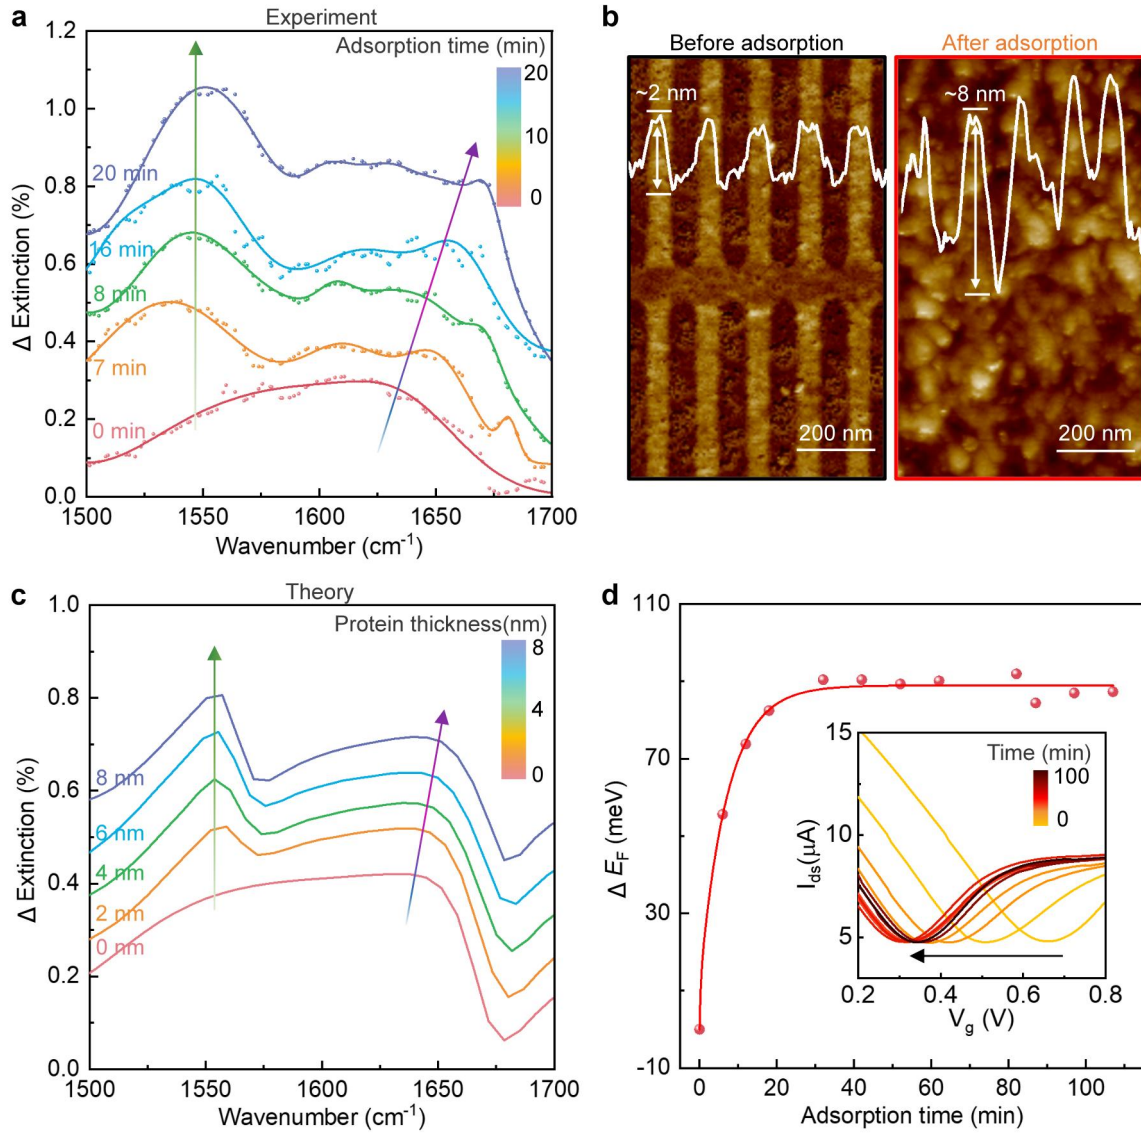 a
Experiment
Adsorption time (min)
20
10
0
1.2
1.0
0.8
0.6
0.4
0.2
0.0
Δ Extinction (%)
20 min
16 min
8 min
7 min
0 min
1500 1550 1600 1650 1700
Wavenumber (cm⁻¹)
b
Before adsorption
~2 nm
200 nm
After adsorption
~8 nm
200 nm
c
Theory
Protein thickness(nm)
8
4
0
1.0
0.8
0.6
0.4
0.2
0.0
Δ Extinction (%)
8 nm
6 nm
4 nm
2 nm
0 nm
1500 1550 1600 1650 1700
Wavenumber (cm⁻¹)
d
110
70
30
-10
Δ E_F (meV)
0 20 40 60 80 100
Adsorption time (min)
15
10
5
I_ds(μA)
Time (min)
100
0
0.2 0.4 0.6 0.8
V_g (V)